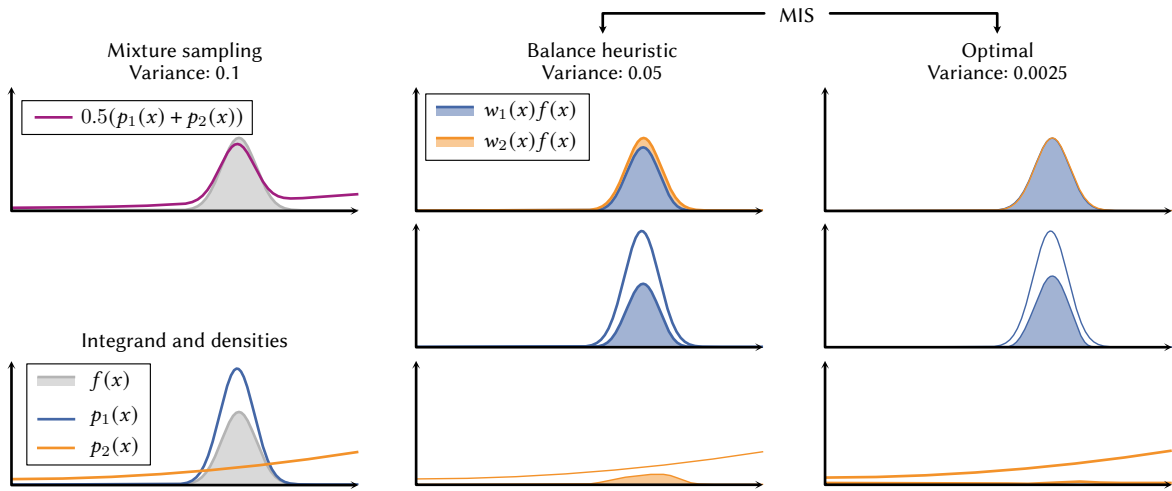 MIS
Mixture sampling
Variance: 0.1
Balance heuristic
Variance: 0.05
Optimal
Variance: 0.0025
0.5(p₁(x) + p₂(x))
w₁(x)f(x)
w₂(x)f(x)
Integrand and densities
f(x)
p₁(x)
p₂(x)